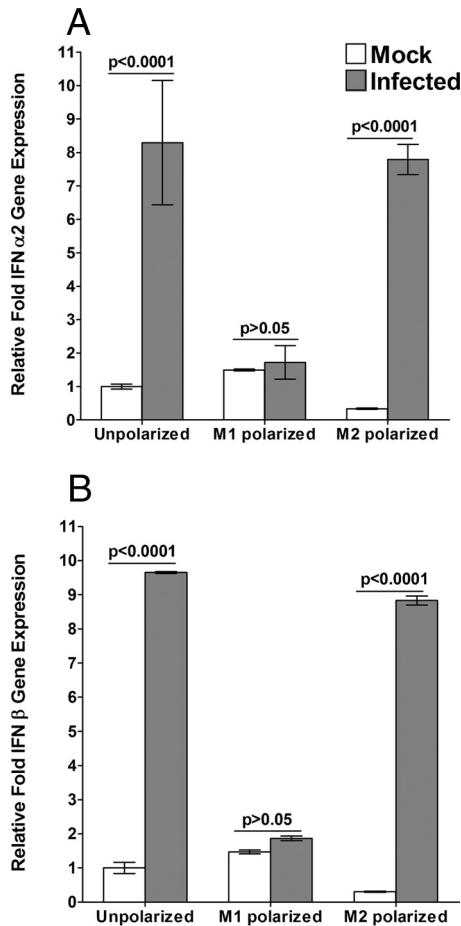 A
Relative Fold IFN α2 Gene Expression
11
10
9
8
7
6
5
4
3
2
1
0
p<0.0001
p>0.05
p<0.0001
Mock
Infected
Unpolarized M1 polarized M2 polarized
B
Relative Fold IFN β Gene Expression
11
10
9
8
7
6
5
4
3
2
1
0
p<0.0001
p>0.05
p<0.0001
Unpolarized M1 polarized M2 polarized